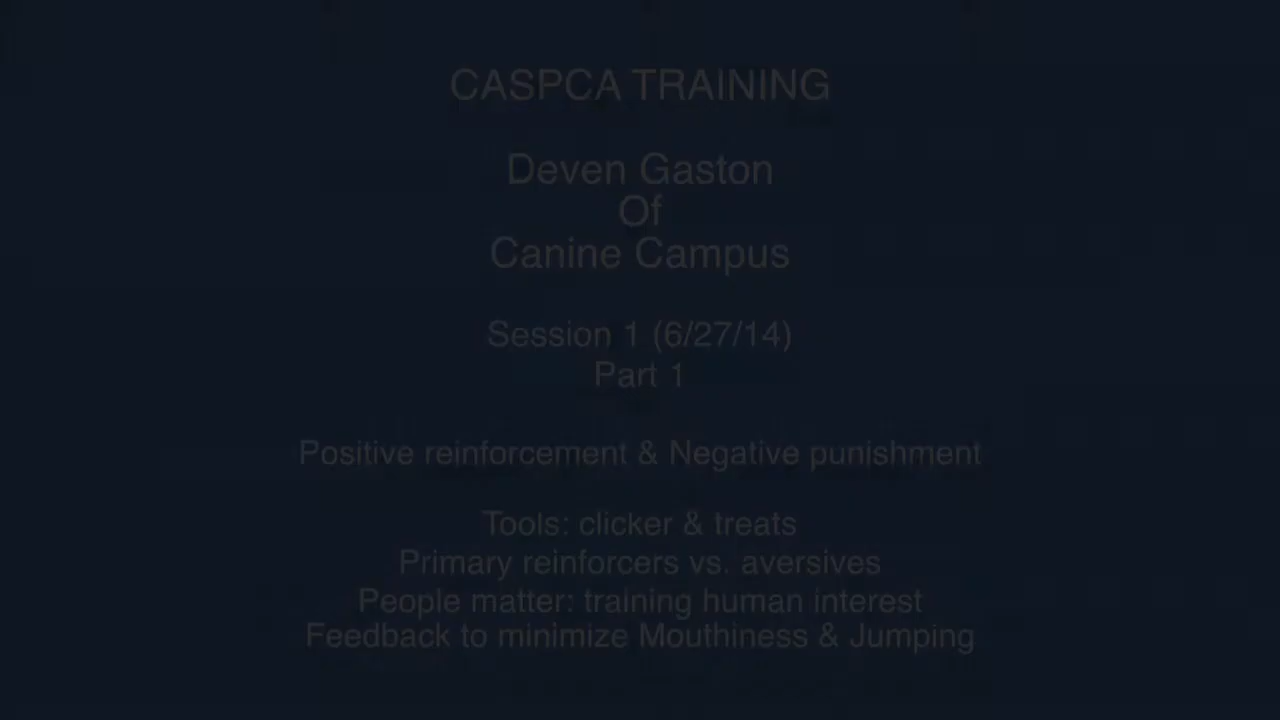 CASPCA TRAINING
Deven Gaston
Of
Canine Campus
Session 1 (6/27/14)
Part 1
Positive reinforcement & Negative punishment
Tools: clicker & treats
Primary reinforcers vs. aversives
People matter: training human interest
Feedback to minimize Mouthiness & Jumping